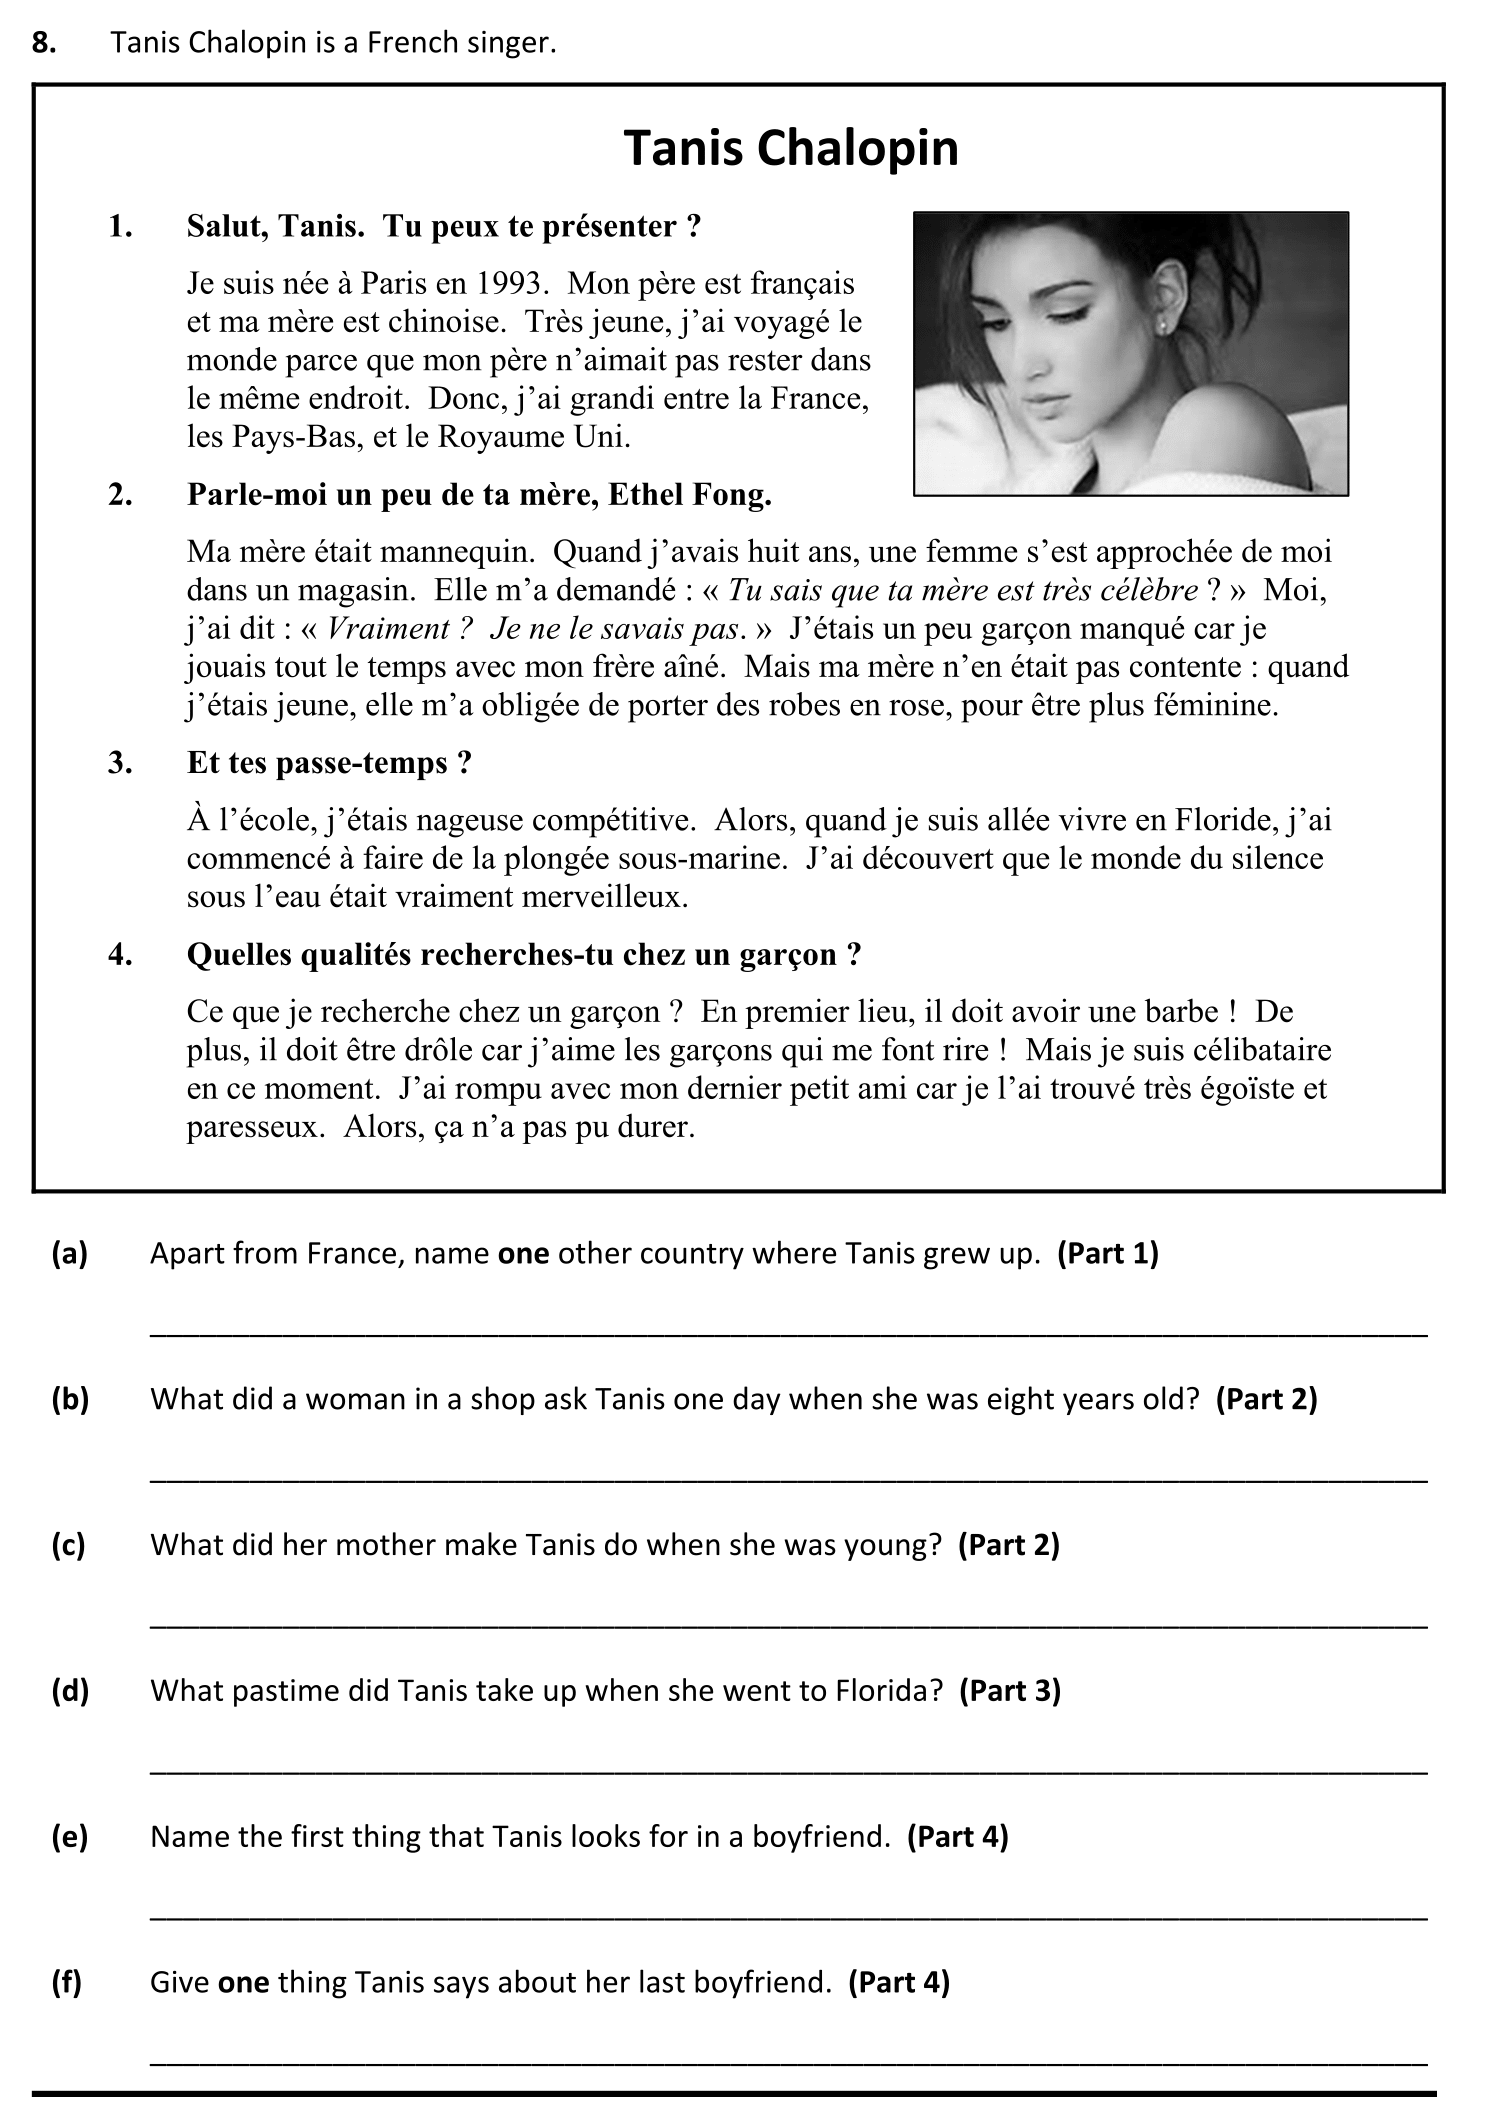 8. Tanis Chalopin is a French singer.
Tanis Chalopin
1. Salut, Tanis. Tu peux te présenter ?
Je suis née à Paris en 1993. Mon père est français
et ma mère est chinoise. Très jeune, j’ai voyagé le
monde parce que mon père n’aimait pas rester dans
le même endroit. Donc, j’ai grandi entre la France,
les Pays-Bas, et le Royaume Uni.
2. Parle-moi un peu de ta mère, Ethel Fong.
Ma mère était mannequin. Quand j’avais huit ans, une femme s’est approchée de moi
dans un magasin. Elle m’a demandé : « Tu sais que ta mère est très célèbre ? » Moi,
j’ai dit : « Vraiment ? Je ne le savais pas. » J’étais un peu garçon manqué car je
jouais tout le temps avec mon frère aîné. Mais ma mère n’en était pas contente : quand
j’étais jeune, elle m’a obligée de porter des robes en rose, pour être plus féminine.
3. Et tes passe-temps ?
À l’école, j’étais nageuse compétitive. Alors, quand je suis allée vivre en Floride, j’ai
commencé à faire de la plongée sous-marine. J’ai découvert que le monde du silence
sous l’eau était vraiment merveilleux.
4. Quelles qualités recherches-tu chez un garçon ?
Ce que je recherche chez un garçon ? En premier lieu, il doit avoir une barbe ! De
plus, il doit être drôle car j’aime les garçons qui me font rire ! Mais je suis célibataire
en ce moment. J’ai rompu avec mon dernier petit ami car je l’ai trouvé très égoïste et
paresseux. Alors, ça n’a pas pu durer.
(a) Apart from France, name one other country where Tanis grew up. (Part 1)
(b) What did a woman in a shop ask Tanis one day when she was eight years old? (Part 2)
(c) What did her mother make Tanis do when she was young? (Part 2)
(d) What pastime did Tanis take up when she went to Florida? (Part 3)
(e) Name the first thing that Tanis looks for in a boyfriend. (Part 4)
(f) Give one thing Tanis says about her last boyfriend. (Part 4)